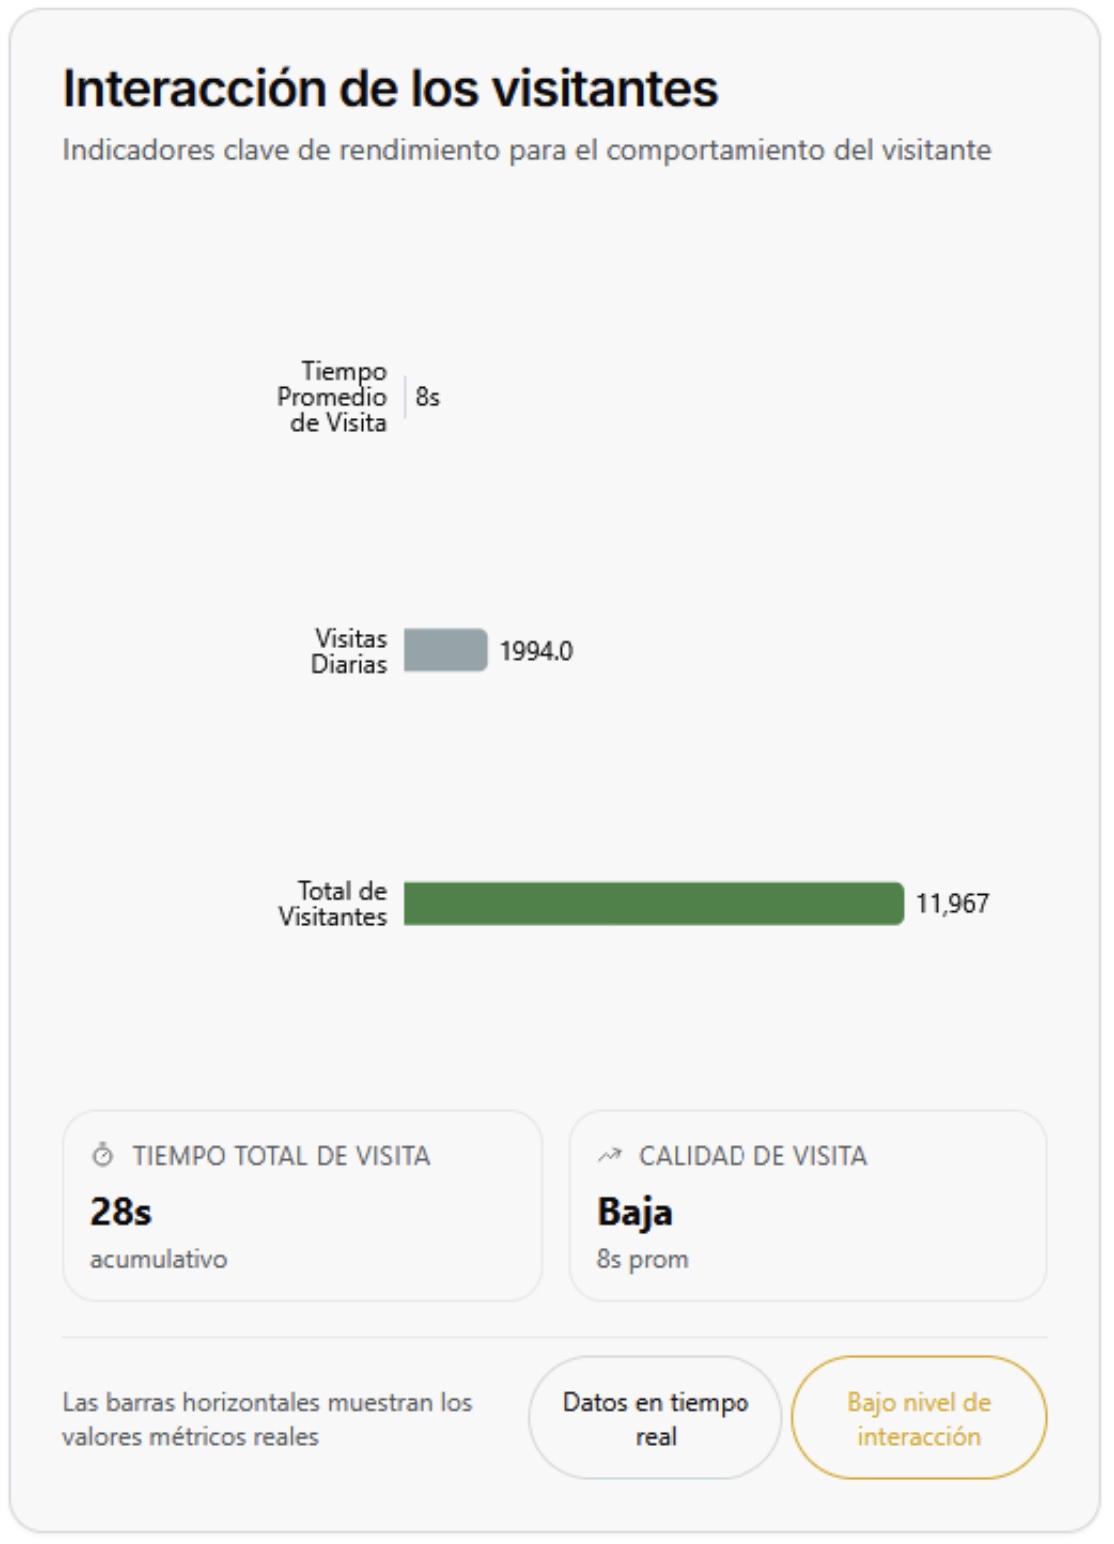 Interacción de los visitantes
Indicadores clave de rendimiento para el comportamiento del visitante
Tiempo
Promedio
de Visita
8s
Visitas
Diarias
1994.0
Total de
Visitantes
11,967
TIEMPO TOTAL DE VISITA
28s
acumulativo
CALIDAD DE VISITA
Baja
8s prom
Las barras horizontales muestran los
valores métricos reales
Datos en tiempo
real
Bajo nivel de
interacción